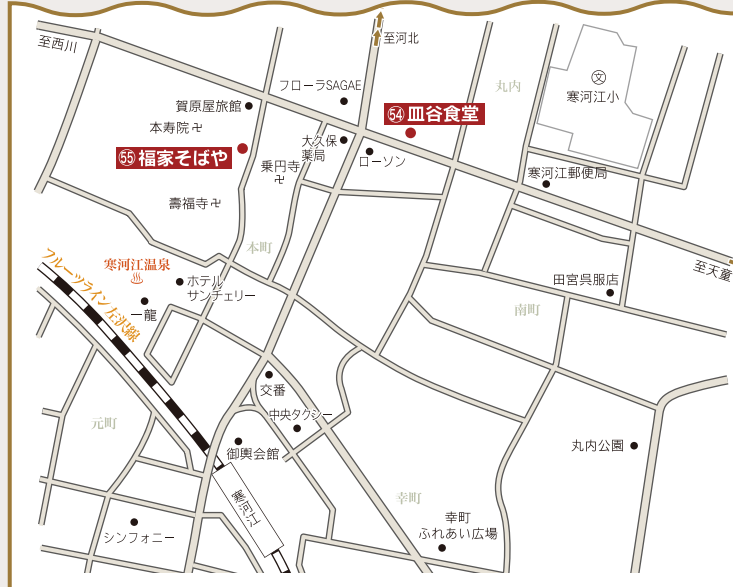 至西川
至河北
フローラSAGAE
丸内
文
寒河江小
賀原屋旅館
本寿院卍
54 皿谷食堂
大久保
薬局
ローソン
55 福家そばや
乗円寺
卍
寒河江郵便局
壽福寺卍
本町
寒河江温泉
♨
ホテル
サンチェリー
フルーツライン左沢線
一龍
至天童
田宮呉服店
南町
交番
中央タクシー
元町
御輿会館
丸内公園
寒河江
幸町
シンフォニー
幸町
ふれあい広場